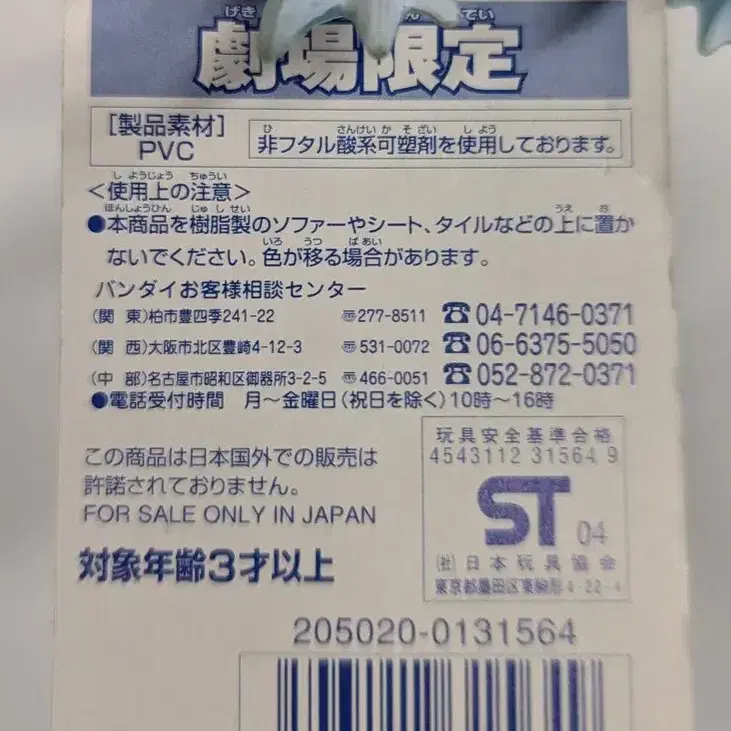 劇場限定
[製品素材]
PVC
非フタル酸系可塑剤を使用しております。
<使用上の注意>
●本商品を樹脂製のソファーやシート、タイルなどの上に置か
ないでください。色が移る場合があります。
バンダイお客様相談センター
(関 東)柏市豊四季241-22 〠277-8511 ☎04-7146-0371
(関 西)大阪市北区豊崎4-12-3 〠531-0072 ☎06-6375-5050
(中 部)名古屋市昭和区御器所3-2-5 〠466-0051 ☎052-872-0371
●電話受付時間 月~金曜日(祝日を除く)10時~16時
この商品は日本国外での販売は
許諾されておりません。
FOR SALE ONLY IN JAPAN
対象年齢3才以上
玩具安全基準合格
4543112 31564 9
ST 04
(社)日本玩具協会
東京都墨田区東駒形4-22-4
205020-0131564